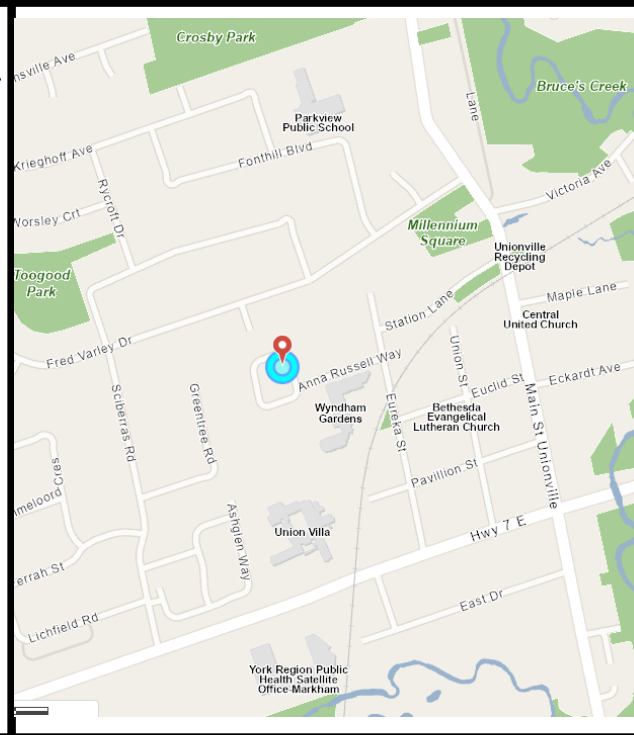 Crosby Park
nsville Ave
Bruce's Creek
Lane
Parkview
Public School
Krieghoff Ave
Fonthill Blvd
Rycroft Dr
Victoria Ave
Worsley Crt
Millennium
Square
Unionville
Recycling
Depot
Toogood
Park
Maple Lane
Station Lane
Central
United Church
Fred Varley Dr
Anna Russell Way
Union St
Euclid St
Eckardt Ave
Sciberras Rd
Greentree Rd
Wyndham
Gardens
Eureka St
Bethesda
Evangelical
Lutheran Church
Main St Unionville
Pavillion St
mmeloord Cres
Ashglen Way
Union Villa
Hwy 7 E
errah St
East Dr
Lichfield Rd
York Region Public
Health Satellite
Office-Markham